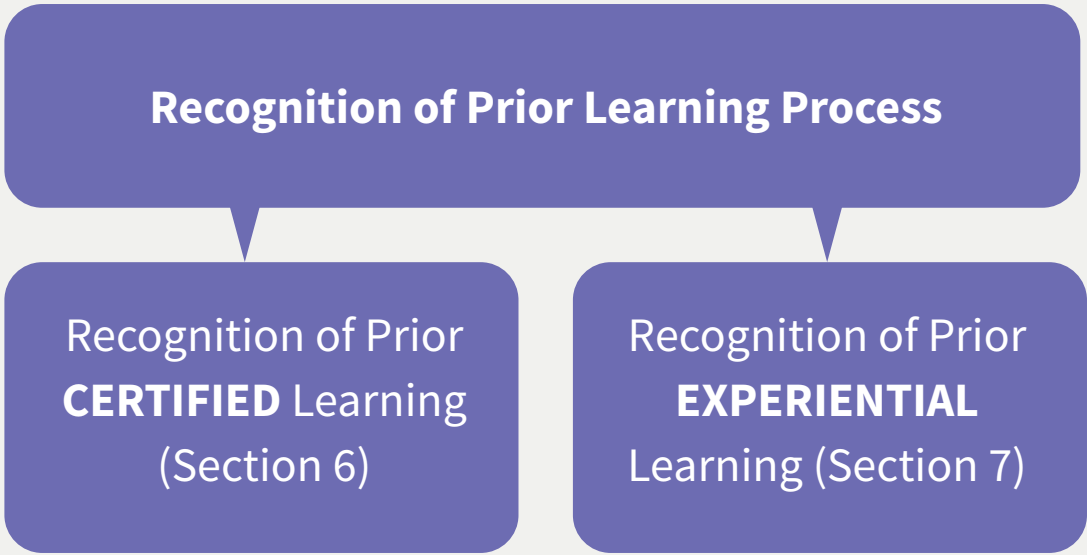 Recognition of Prior Learning Process
Recognition of Prior
CERTIFIED Learning
(Section 6)
Recognition of Prior
EXPERIENTIAL
Learning (Section 7)